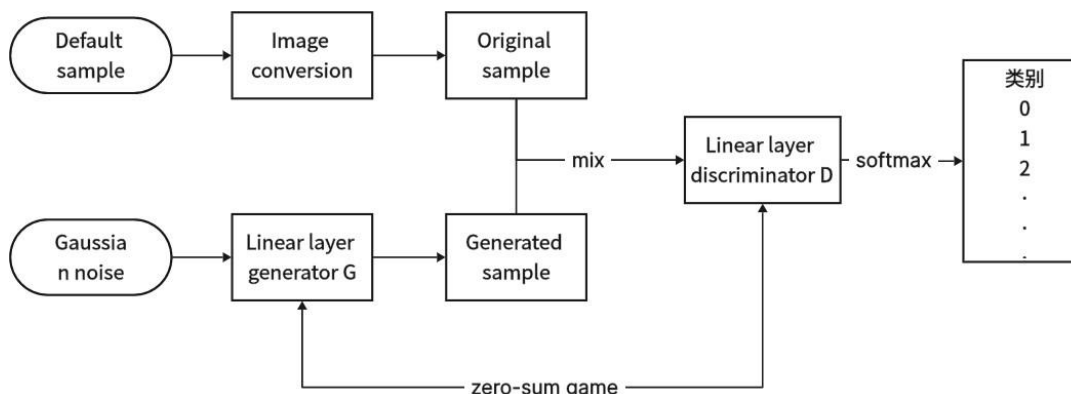 Default
sample
Image
conversion
Original
sample
mix
Linear layer
discriminator D
softmax
类别
0
1
2
.
.
.
Gaussia
n noise
Linear layer
generator G
Generated
sample
zero-sum game